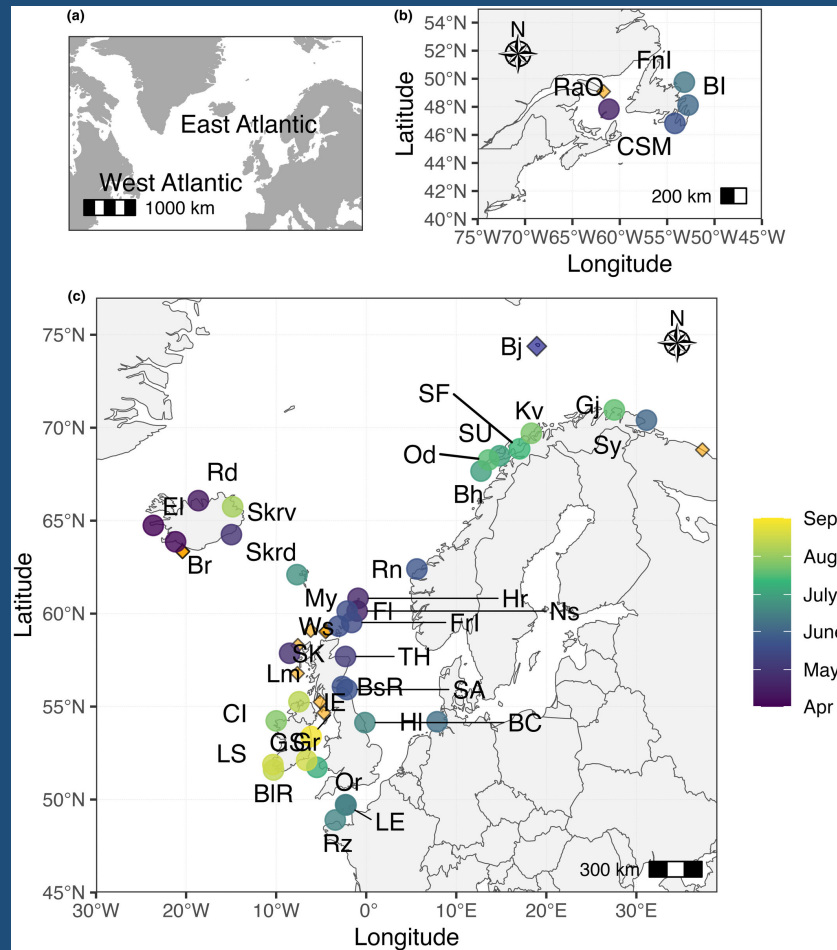 (a)
East Atlantic
West Atlantic
1000 km
(b)
54°N
52°N
50°N
48°N
46°N
44°N
42°N
40°N
Latitude
N
FnI
RaO
BI
CSM
200 km
75°W70°W65°W60°W55°W50°W45°W
Longitude
(c)
75°N
70°N
65°N
60°N
55°N
50°N
45°N
Latitude
N
Bj
SF
Kv
Gj
SU
Sy
Od
Bh
Rd
EI
Skrv
Skrd
Br
Rn
My
Hr
FI
Ns
Ws
FrI
SK
TH
Lm
BsR
SA
IE
CI
HI
BC
GS
Gr
LS
BIR
Or
LE
Rz
300 km
30°W
20°W
10°W
0°
10°E
20°E
30°E
Longitude
Sep
Aug
July
June
May
Apr